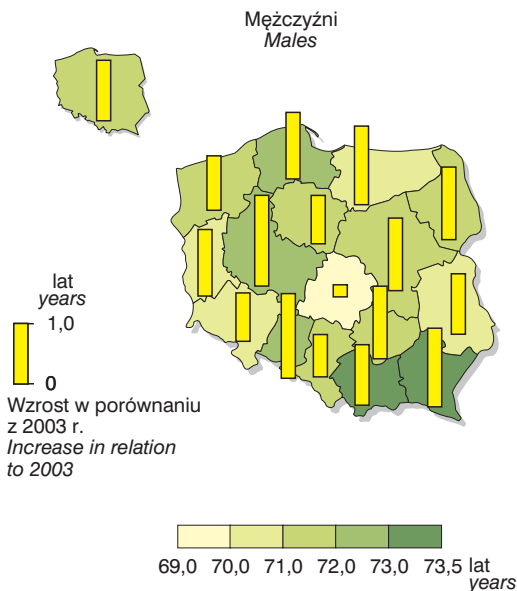 Mężczyźni
Males
lat
years
1,0
0
Wzrost w porównaniu
z 2003 r.
Increase in relation
to 2003
69,0 70,0 71,0 72,0 73,0 73,5 lat
years